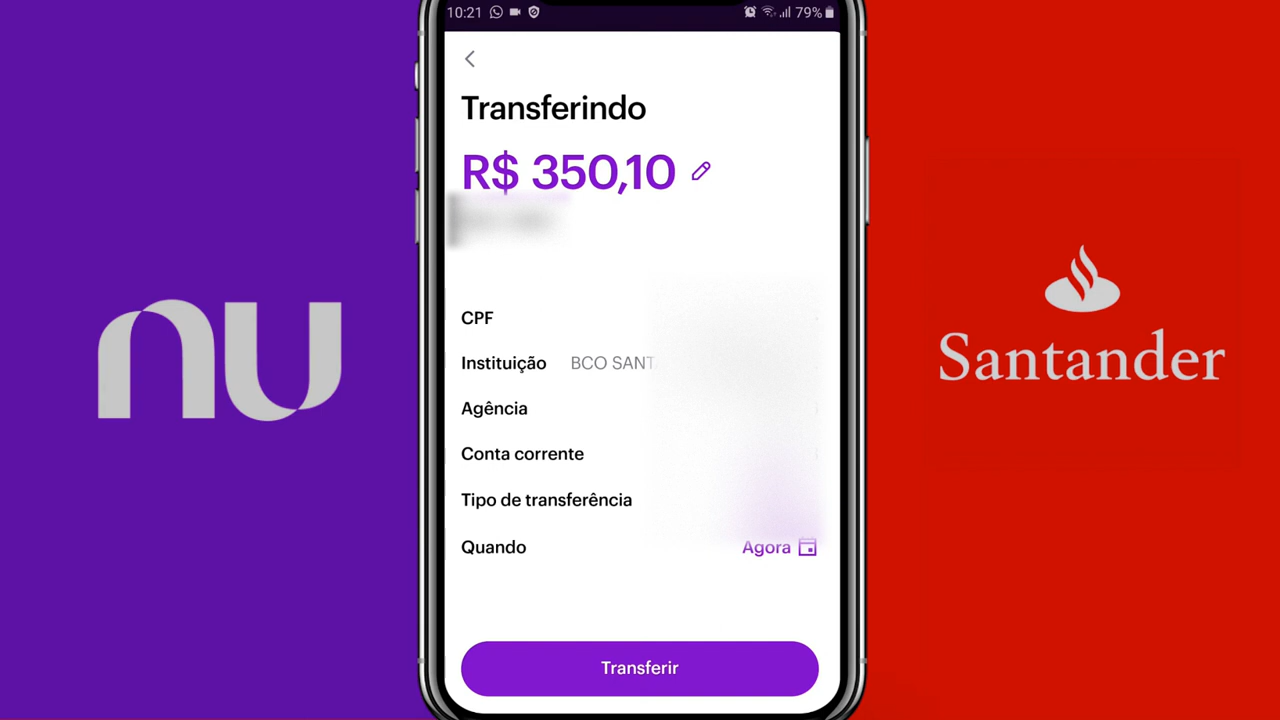 10:21 79%
Transferindo
R$ 350,10
CPF
Instituição BCO SANT
Agência
Conta corrente
Tipo de transferência
Quando Agora
Transferir
nu
Santander